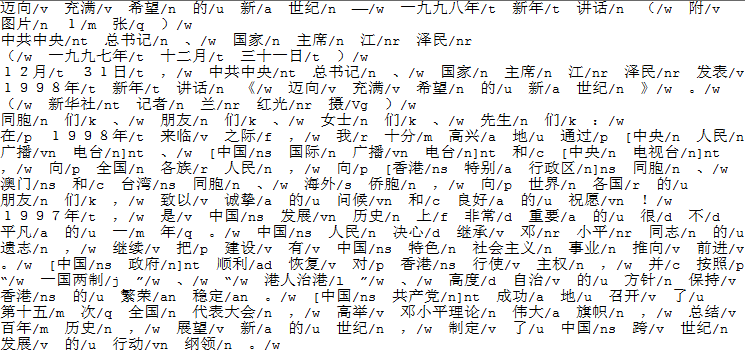 迈向/v 充满/v 希望/n 的/u 新/a 世纪/n ——/w 一九九八年/t 新年/t 讲话/n （/w 附/v
图片/n 1/m 张/q ）/w
中共中央/nt 总书记/n 、/w 国家/n 主席/n 江/nr 泽民/nr
（/w 一九九七年/t 十二月/t 三十一日/t ）/w
12月/t 31日/t ，/w 中共中央/nt 总书记/n 、/w 国家/n 主席/n 江/nr 泽民/nr 发表/v
1998年/t 新年/t 讲话/n 《/w 迈向/v 充满/v 希望/n 的/u 新/a 世纪/n 》/w 。/w
（/w 新华社/nt 记者/n 兰/nr 红光/nr 摄/Vg ）/w
同胞/n 们/k 、/w 朋友/n 们/k 、/w 女士/n 们/k 、/w 先生/n 们/k ：/w
在/p 1998年/t 来临/v 之际/f ，/w 我/r 十分/m 高兴/a 地/u 通过/p [中央/n 人民/n
广播/vn 电台/n]nt 、/w [中国/ns 国际/n 广播/vn 电台/n]nt 和/c [中央/n 电视台/n]nt
，/w 向/p 全国/n 各族/r 人民/n ，/w 向/p [香港/ns 特别/a 行政区/n]ns 同胞/n 、/w
澳门/ns 和/c 台湾/ns 同胞/n 、/w 海外/s 侨胞/n ，/w 向/p 世界/n 各国/r 的/u
朋友/n 们/k ，/w 致以/v 诚挚/a 的/u 问候/vn 和/c 良好/a 的/u 祝愿/vn ！/w
1997年/t ，/w 是/v 中国/ns 发展/vn 历史/n 上/f 非常/d 重要/a 的/u 很/d 不/d
平凡/a 的/u 一/m 年/q 。/w 中国/ns 人民/n 决心/d 继承/v 邓/nr 小平/nr 同志/n 的/u
遗志/n ，/w 继续/v 把/p 建设/v 有/v 中国/ns 特色/n 社会主义/n 事业/n 推向/v 前进/v
。/w [中国/ns 政府/n]nt 顺利/ad 恢复/v 对/p 香港/ns 行使/v 主权/n ，/w 并/c 按照/p
“/w 一国两制/j ”/w 、/w “/w 港人治港/l ”/w 、/w 高度/d 自治/v 的/u 方针/n 保持/v
香港/ns 的/u 繁荣/an 稳定/an 。/w [中国/ns 共产党/n]nt 成功/a 地/u 召开/v 了/u
第十五/m 次/q 全国/n 代表大会/n ，/w 高举/v 邓小平理论/n 伟大/a 旗帜/n ，/w 总结/v
百年/m 历史/n ，/w 展望/v 新/a 的/u 世纪/n ，/w 制定/v 了/u 中国/ns 跨/v 世纪/n
发展/v 的/u 行动/vn 纲领/n 。/w